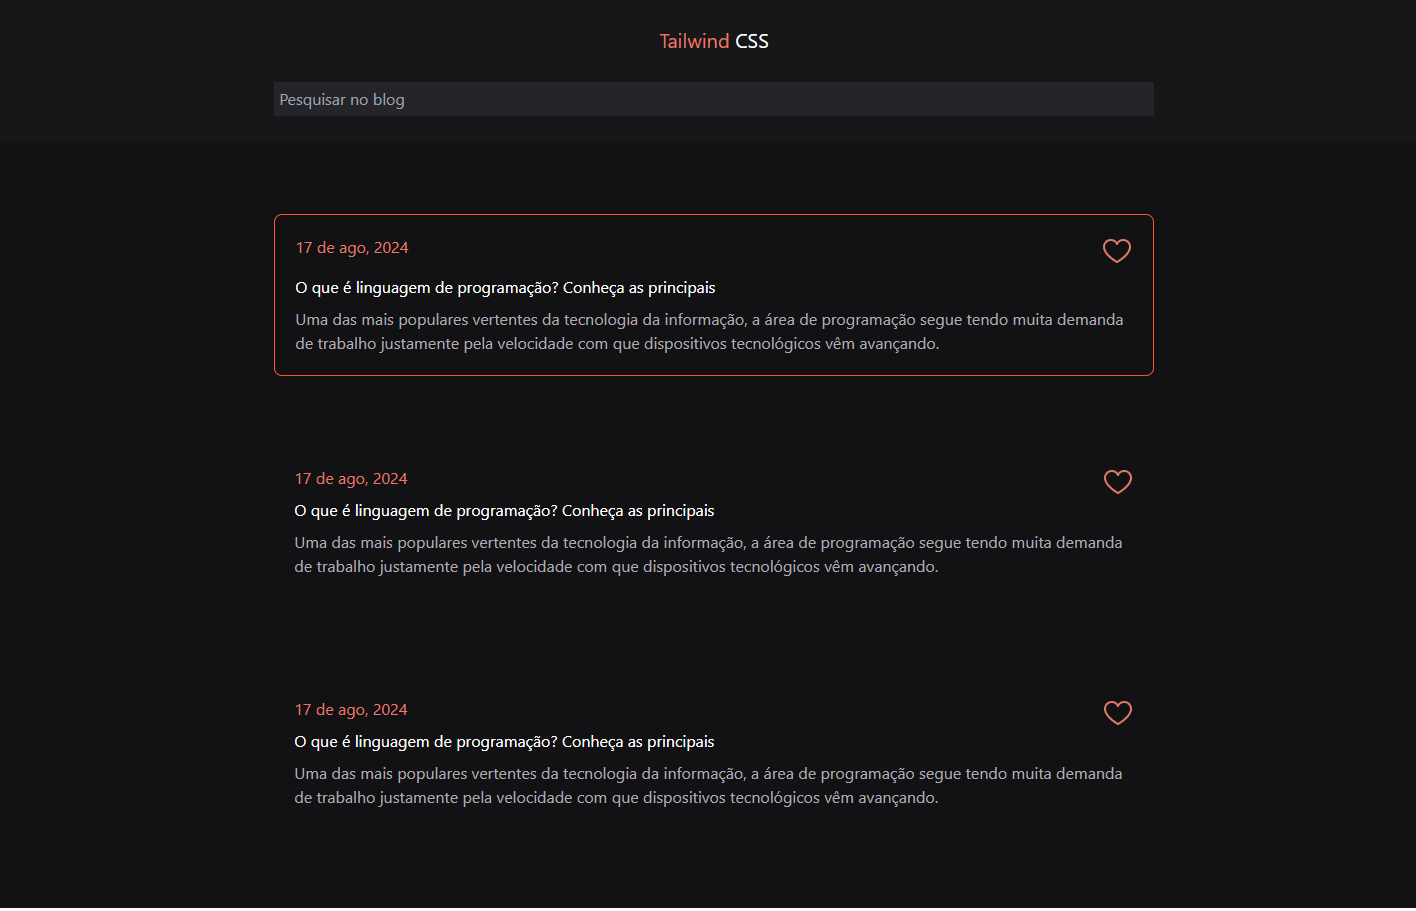 Tailwind CSS
Pesquisar no blog
17 de ago, 2024
O que é linguagem de programação? Conheça as principais
Uma das mais populares vertentes da tecnologia da informação, a área de programação segue tendo muita demanda
de trabalho justamente pela velocidade com que dispositivos tecnológicos vêm avançando.
17 de ago, 2024
O que é linguagem de programação? Conheça as principais
Uma das mais populares vertentes da tecnologia da informação, a área de programação segue tendo muita demanda
de trabalho justamente pela velocidade com que dispositivos tecnológicos vêm avançando.
17 de ago, 2024
O que é linguagem de programação? Conheça as principais
Uma das mais populares vertentes da tecnologia da informação, a área de programação segue tendo muita demanda
de trabalho justamente pela velocidade com que dispositivos tecnológicos vêm avançando.